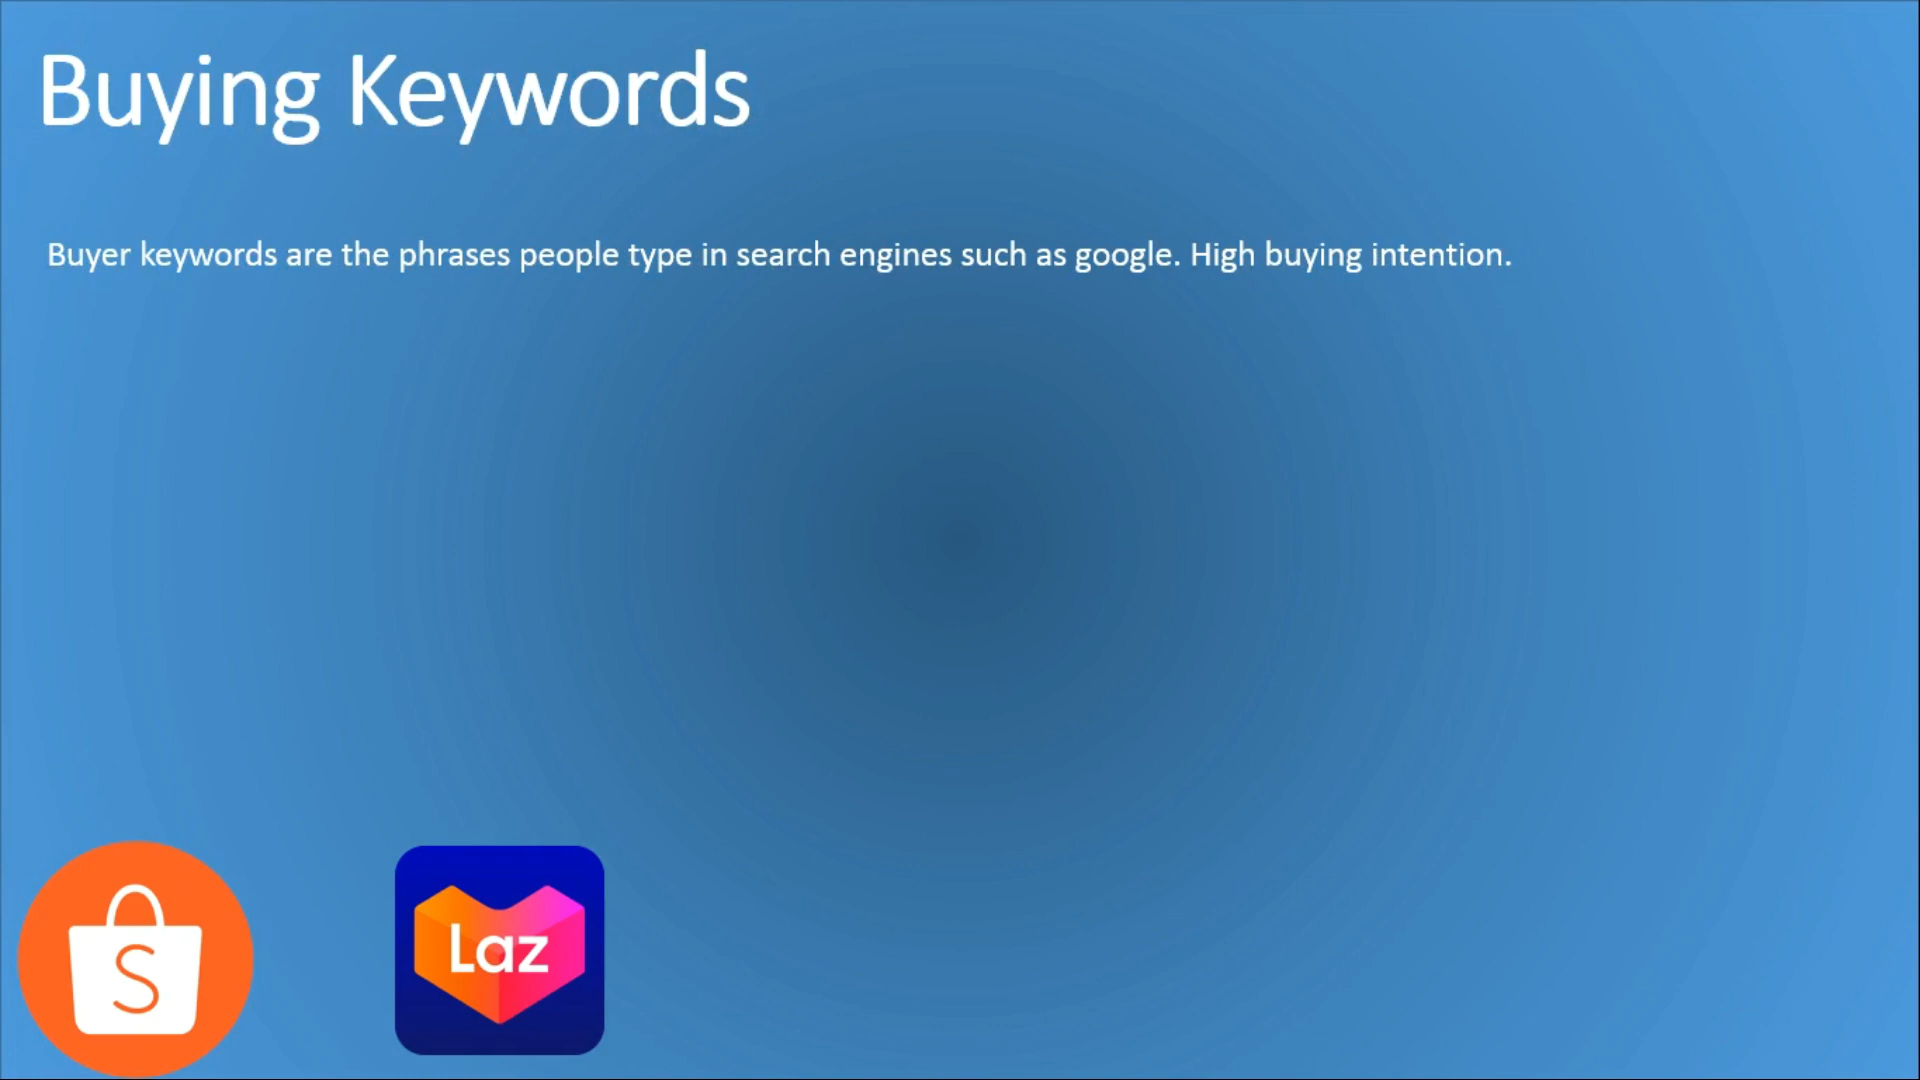 Buying Keywords
Buyer keywords are the phrases people type in search engines such as google. High buying intention.
S
Laz